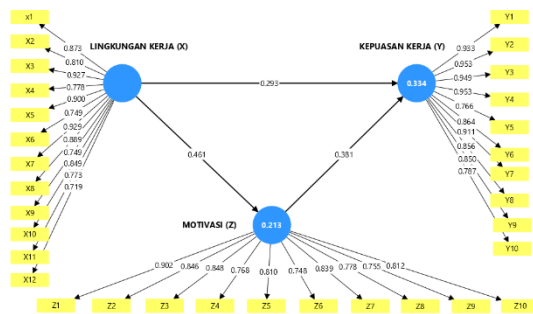 x1
X2
X3
X4
X5
X6
X7
X8
X9
X10
X11
X12
0.873
0.810
0.927
0.778
0.900
0.749
0.929
0.889
0.749
0.849
0.773
0.719
LINGKUNGAN KERJA (X)
KEPUASAN KERJA (Y)
0.293
0.334
0.461
0.381
MOTIVASI (Z)
0.213
Y1
Y2
Y3
Y4
Y5
Y6
Y7
Y8
Y9
Y10
0.933
0.953
0.949
0.953
0.766
0.864
0.911
0.856
0.850
0.787
0.902
0.846
0.848
0.768
0.810
0.748
0.839
0.778
0.755
0.812
Z1
Z2
Z3
Z4
Z5
Z6
Z7
Z8
Z9
Z10